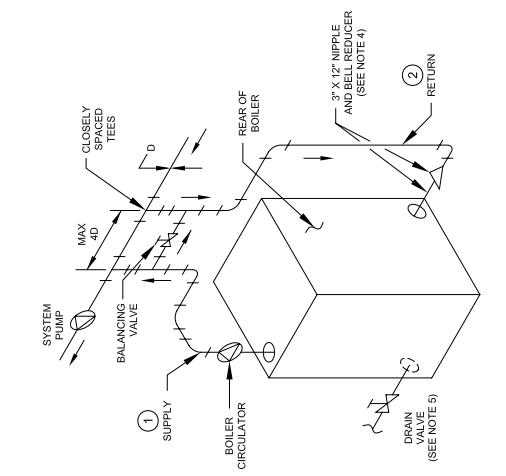 SYSTEM
PUMP
MAX
4D
CLOSELY
SPACED
TEES
D
BALANCING
VALVE
REAR OF
BOILER
3" X 12" NIPPLE
AND BELL REDUCER
(SEE NOTE 4)
2
RETURN
1
SUPPLY
BOILER
CIRCULATOR
DRAIN
VALVE
(SEE NOTE 5)